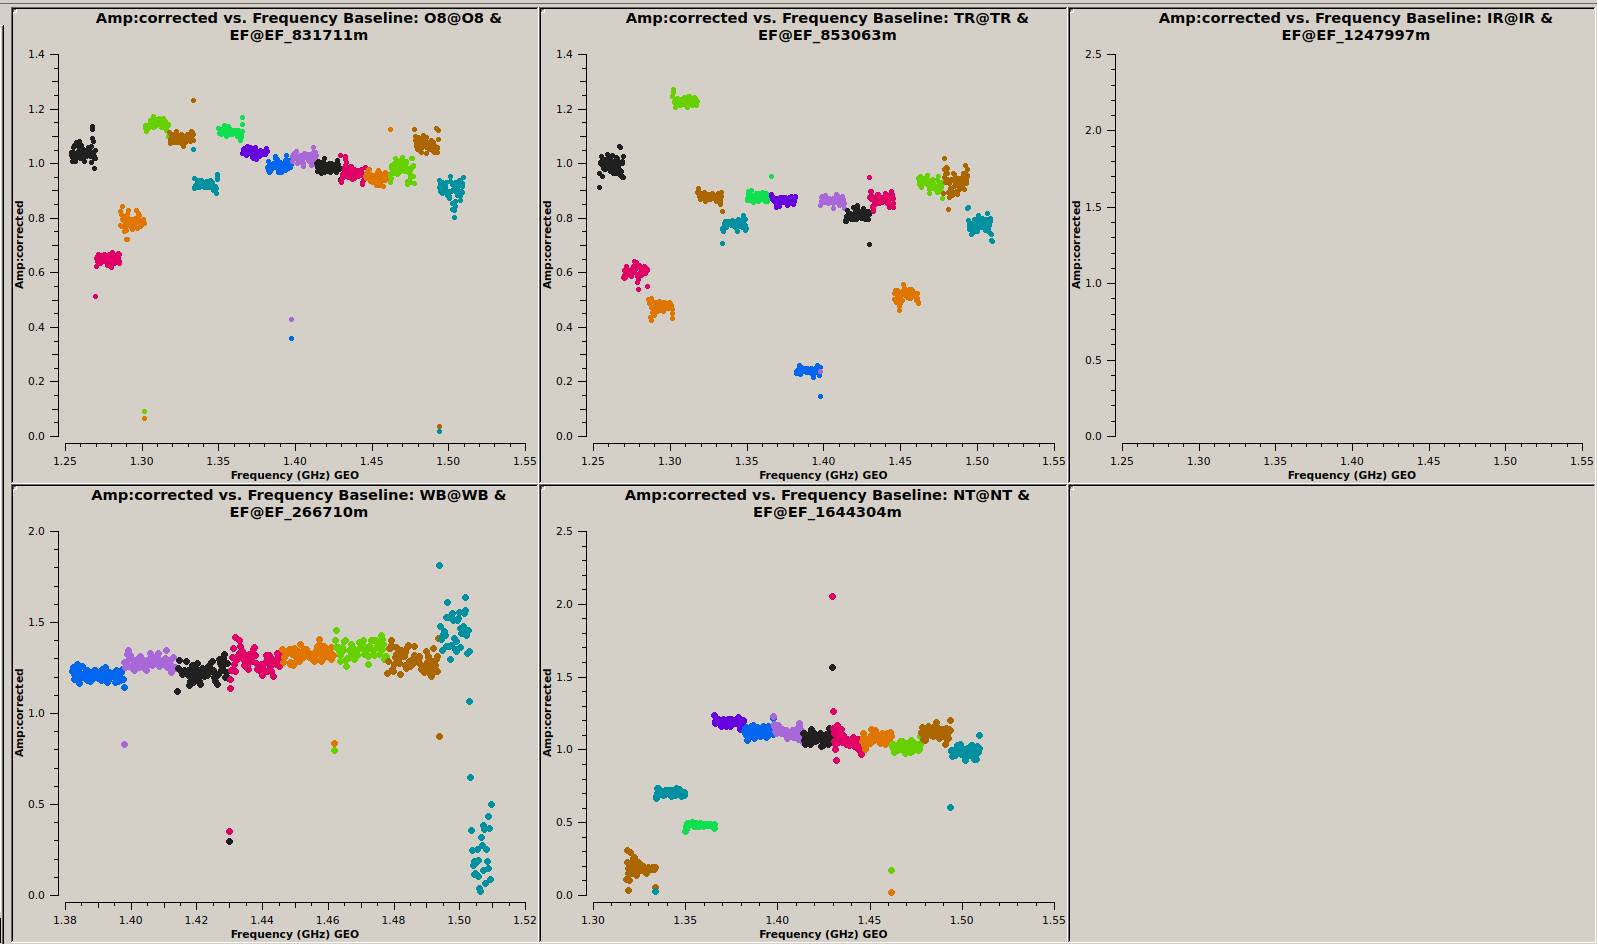 Amp:corrected vs. Frequency Baseline: O8@O8 &
EF@EF_831711m
1.4
1.2
1.0
0.8
0.6
0.4
0.2
0.0
Amp:corrected
1.25 1.30 1.35 1.40 1.45 1.50 1.55
Frequency (GHz) GEO
Amp:corrected vs. Frequency Baseline: TR@TR &
EF@EF_853063m
1.4
1.2
1.0
0.8
0.6
0.4
0.2
0.0
Amp:corrected
1.25 1.30 1.35 1.40 1.45 1.50 1.55
Frequency (GHz) GEO
Amp:corrected vs. Frequency Baseline: IR@IR &
EF@EF_1247997m
2.5
2.0
1.5
1.0
0.5
0.0
Amp:corrected
1.25 1.30 1.35 1.40 1.45 1.50 1.55
Frequency (GHz) GEO
Amp:corrected vs. Frequency Baseline: WB@WB &
EF@EF_266710m
2.0
1.5
1.0
0.5
0.0
Amp:corrected
1.38 1.40 1.42 1.44 1.46 1.48 1.50 1.52
Frequency (GHz) GEO
Amp:corrected vs. Frequency Baseline: NT@NT &
EF@EF_1644304m
2.5
2.0
1.5
1.0
0.5
0.0
Amp:corrected
1.30 1.35 1.40 1.45 1.50 1.55
Frequency (GHz) GEO